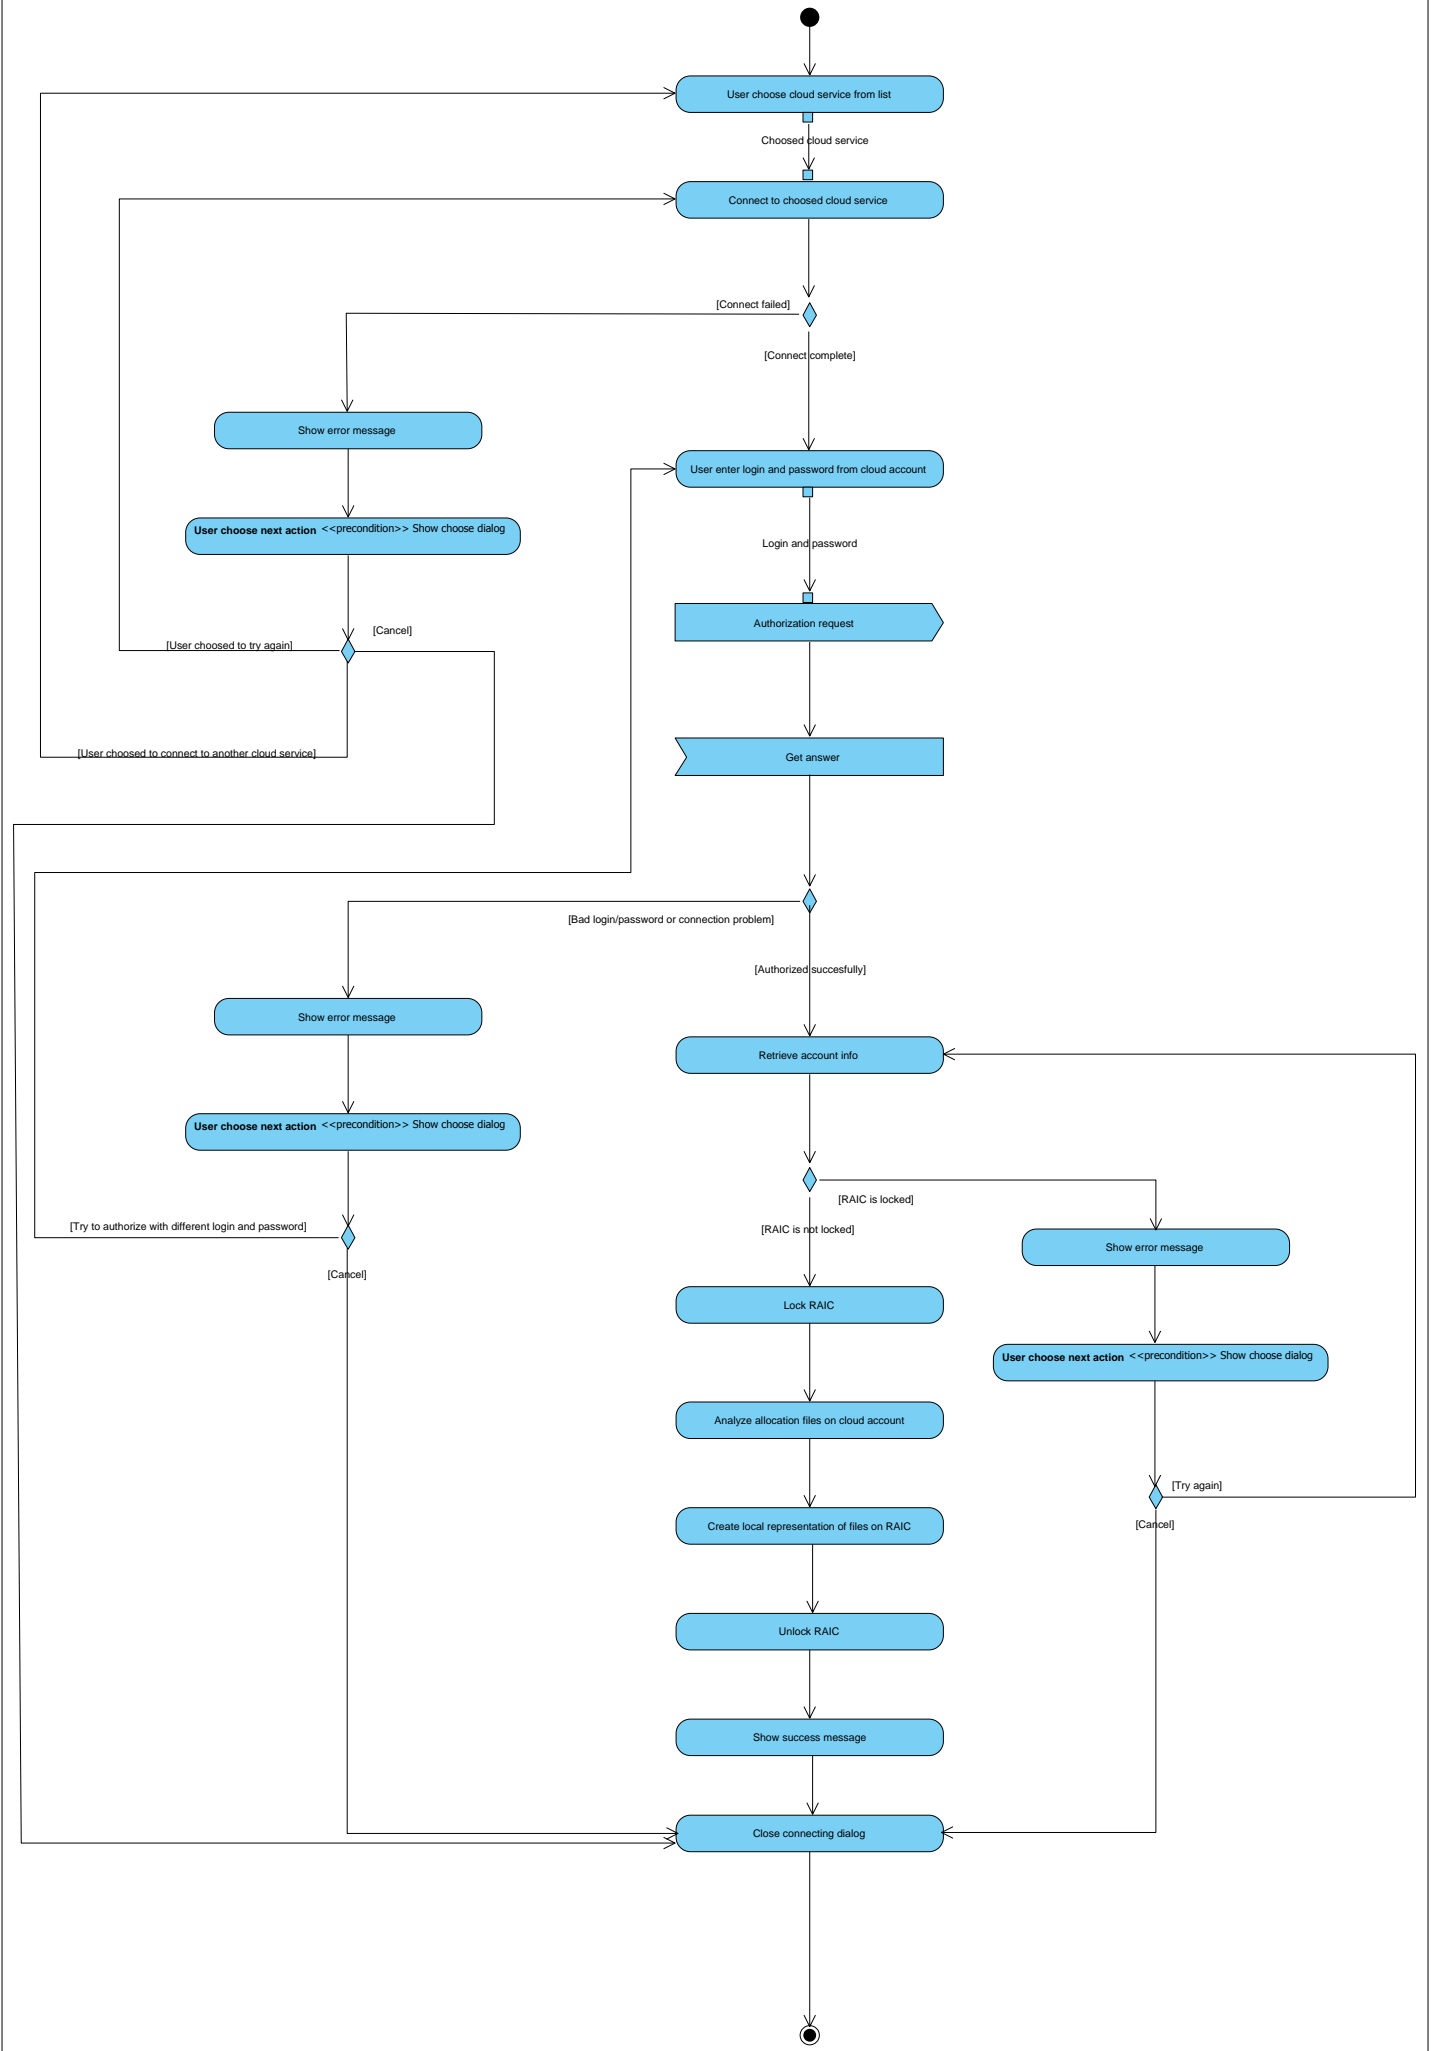 User choose cloud service from list
Choosed cloud service
Connect to choosed cloud service
[Connect failed]
[Connect complete]
Show error message
User enter login and password from cloud account
User choose next action <<precondition>> Show choose dialog
Login and password
Authorization request
[Cancel]
[User choosed to try again]
[User choosed to connect to another cloud service]
Get answer
[Bad login/password or connection problem]
[Authorized succesfully]
Show error message
Retrieve account info
User choose next action <<precondition>> Show choose dialog
[RAIC is locked]
[RAIC is not locked]
[Try to authorize with different login and password]
[Cancel]
Show error message
Lock RAIC
User choose next action <<precondition>> Show choose dialog
Analyze allocation files on cloud account
[Try again]
[Cancel]
Create local representation of files on RAIC
Unlock RAIC
Show success message
Close connecting dialog